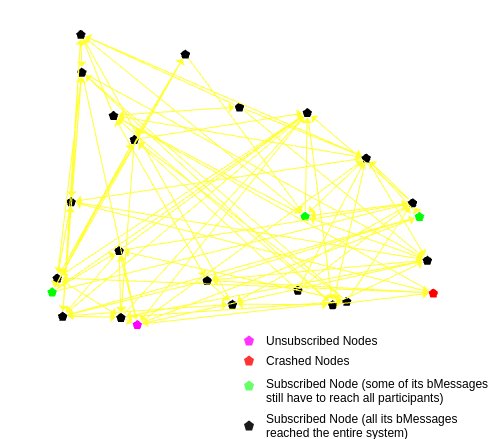 Unsubscribed Nodes
Crashed Nodes
Subscribed Node (some of its bMessages
still have to reach all participants)
Subscribed Node (all its bMessages
reached the entire system)